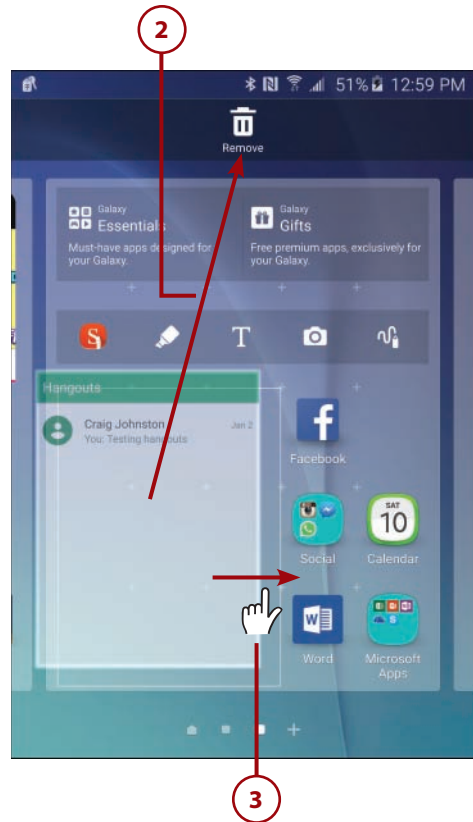 2
51% 12:59 PM
Remove
Galaxy
Essentials
Must-have apps designed for
your Galaxy.
Galaxy
Gifts
Free premium apps, exclusively for
your Galaxy.
S
T
Hangouts
Craig Johnston
Jan 2
You: Testing hangouts
Facebook
SAT
10
Social
Calendar
Word
Microsoft
Apps
3